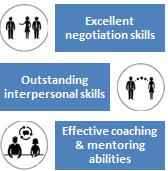 Excellent
negotiation skills
Outstanding
interpersonal skills
Effective coaching
& mentoring
abilities